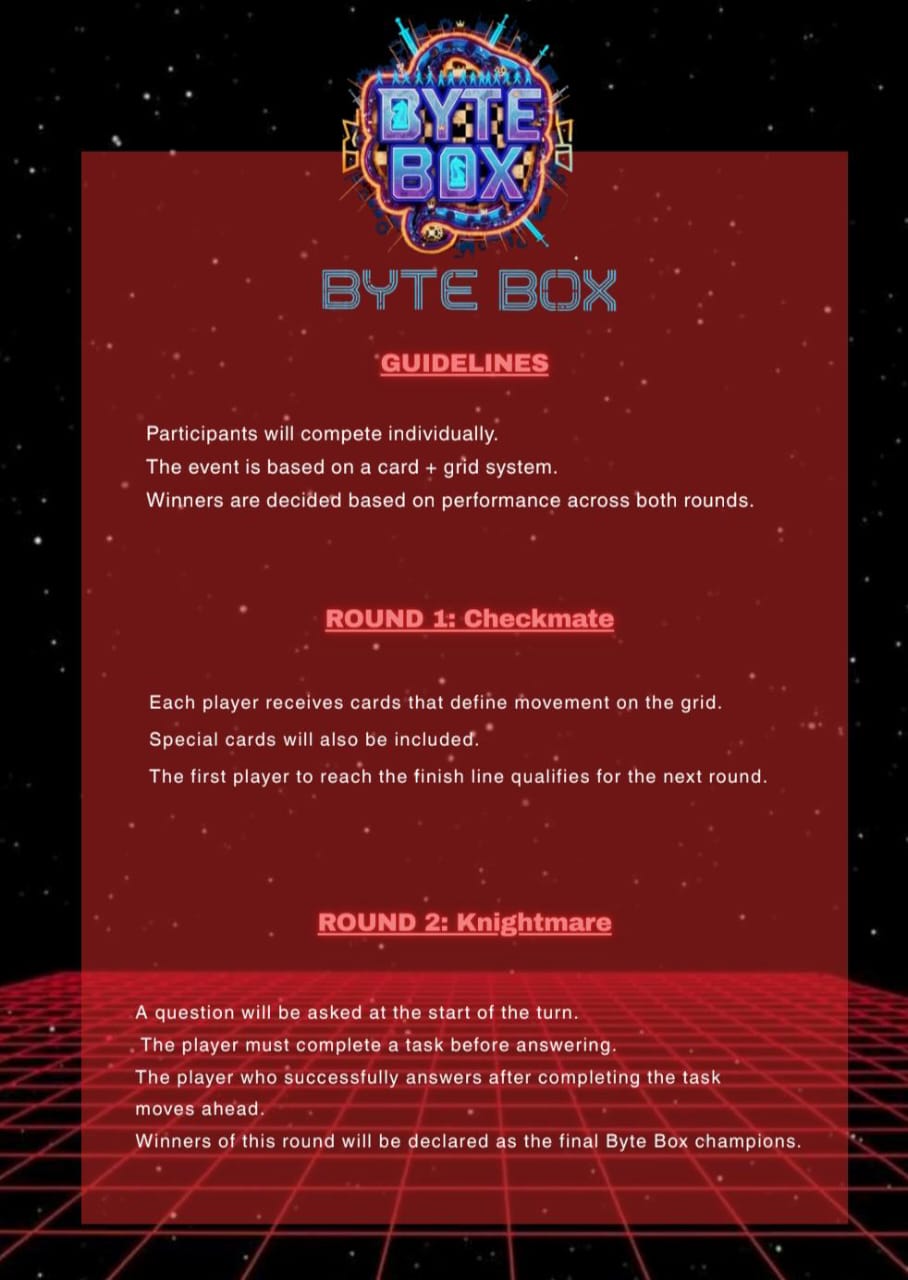 BYTE
BOX
BYTE BOX
GUIDELINES
Participants will compete individually.
The event is based on a card + grid system.
Winners are decided based on performance across both rounds.
ROUND 1: Checkmate
Each player receives cards that define movement on the grid.
Special cards will also be included.
The first player to reach the finish line qualifies for the next round.
ROUND 2: Knightmare
A question will be asked at the start of the turn.
The player must complete a task before answering.
The player who successfully answers after completing the task
moves ahead.
Winners of this round will be declared as the final Byte Box champions.